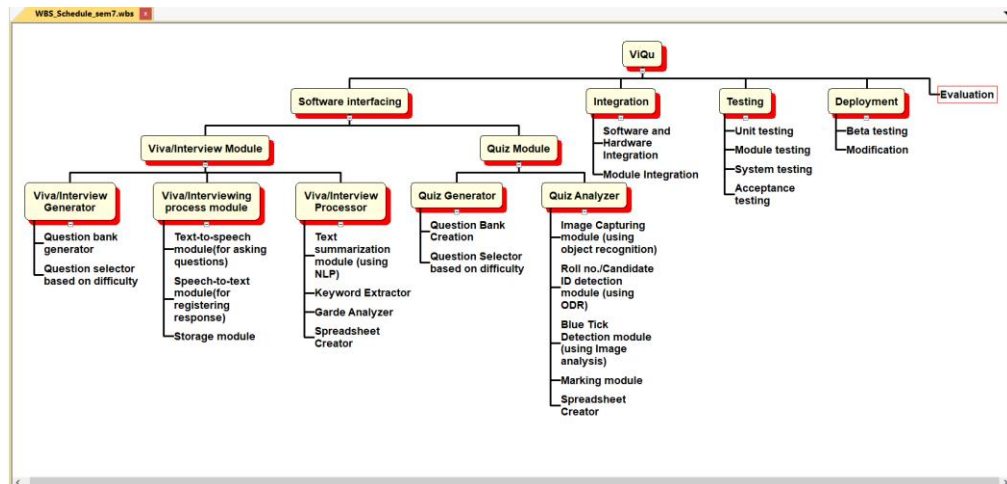 WBS_Schedule_sem7.wbs
ViQu
Software interfacing
Integration
Testing
Deployment
Evaluation
Software and
Hardware
Integration
Module Integration
Unit testing
Module testing
System testing
Acceptance
testing
Beta testing
Modification
Viva/Interview Module
Quiz Module
Viva/Interview
Generator
Viva/Interviewing
process module
Viva/Interview
Processor
Quiz Generator
Quiz Analyzer
Question bank
generator
Question selector
based on difficulty
Text-to-speech
module(for asking
questions)
Speech-to-text
module(for
registering
response)
Storage module
Text
summarization
module (using
NLP)
Keyword Extractor
Garde Analyzer
Spreadsheet
Creator
Question Bank
Creation
Question Selector
based on difficulty
Image Capturing
module (using
object recognition)
Roll no./Candidate
ID detection
module (using
ODR)
Blue Tick
Detection module
(using Image
analysis)
Marking module
Spreadsheet
Creator